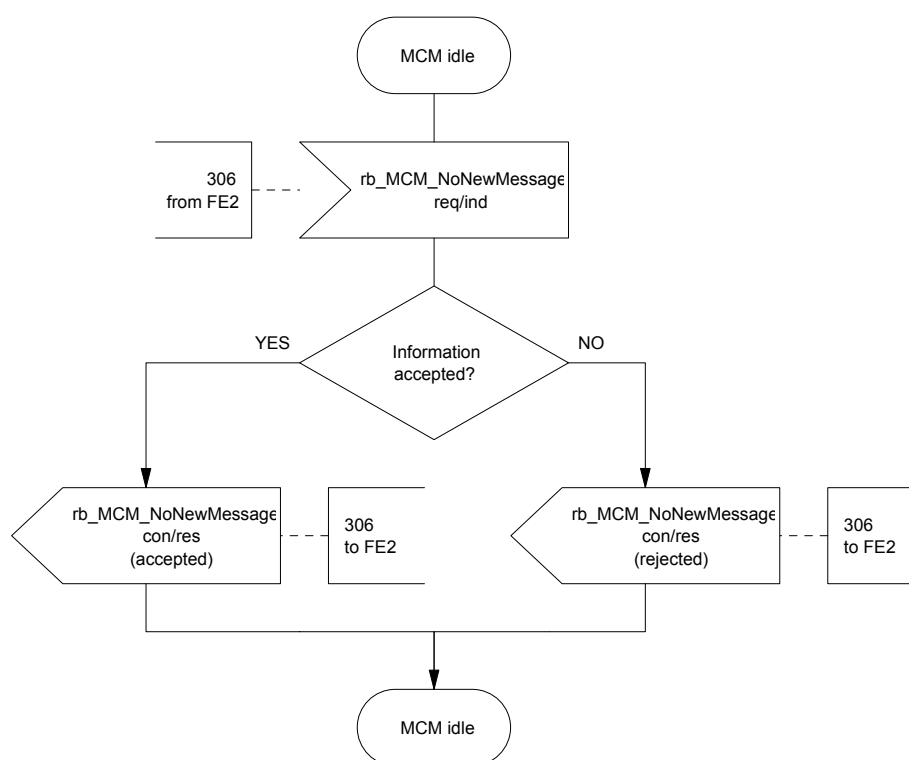 MCM idle
306
from FE2
rb_MCM_NoNewMessage
req/ind
Information
accepted?
YES
NO
rb_MCM_NoNewMessage
con/res
(accepted)
306
to FE2
rb_MCM_NoNewMessage
con/res
(rejected)
306
to FE2
MCM idle